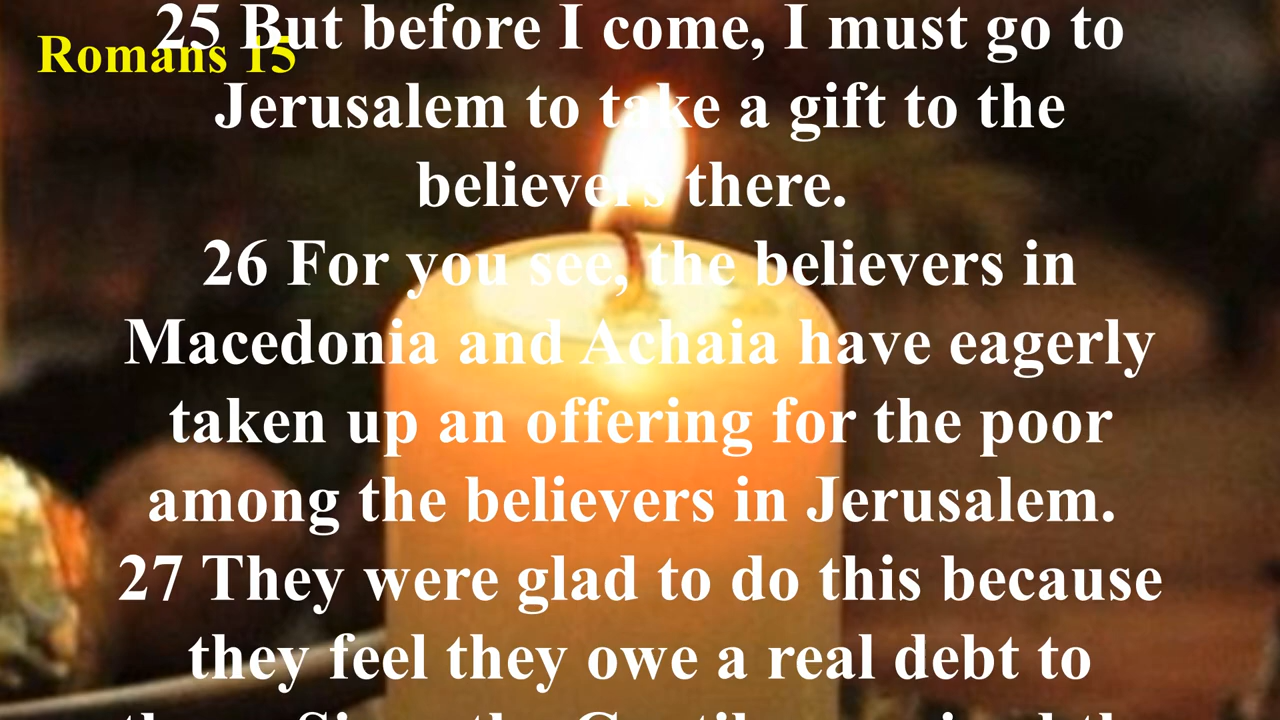 Romans 15
25 But before I come, I must go to
Jerusalem to take a gift to the
believers there.
26 For you see, the believers in
Macedonia and Achaia have eagerly
taken up an offering for the poor
among the believers in Jerusalem.
27 They were glad to do this because
they feel they owe a real debt to